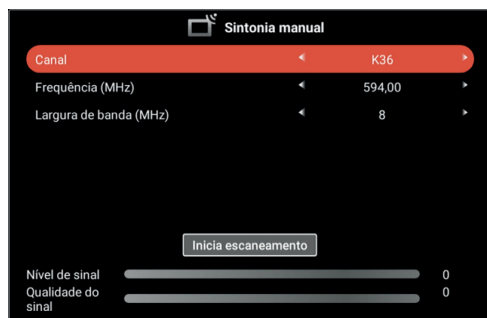 Sintonia manual
Canal K36
Frequência (MHz) 594,00
Largura de banda (MHz) 8
Inicia escaneamento
Nível de sinal 0
Qualidade do 0
sinal